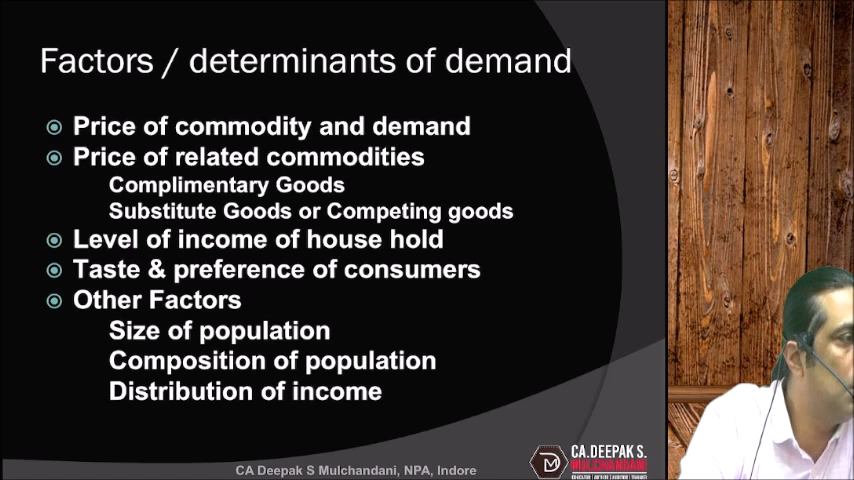 Factors / determinants of demand
Price of commodity and demand
Price of related commodities
Complimentary Goods
Substitute Goods or Competing goods
Level of income of house hold
Taste & preference of consumers
Other Factors
Size of population
Composition of population
Distribution of income
CA Deepak S Mulchandani, NPA, Indore
CA.DEEPAK S.
MULCHANDANI